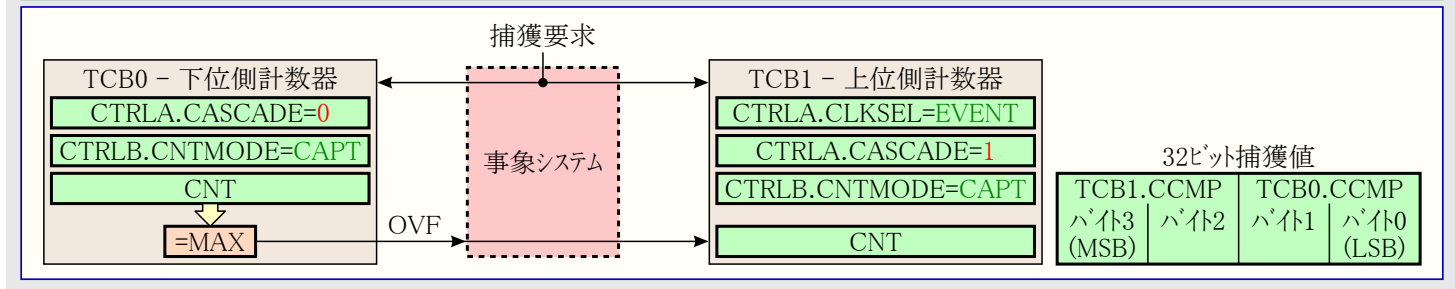 捕獲要求
TCB0 - 下位側計数器
CTRLA.CASCADE=0
CTRLB.CNTMODE=CAPT
CNT
=MAX
OVF
事象システム
TCB1 - 上位側計数器
CTRLA.CLKSEL=EVENT
CTRLA.CASCADE=1
CTRLB.CNTMODE=CAPT
CNT
32ビット捕獲値
TCB1.CCMP TCB0.CCMP
バイト3 バイト2 バイト1 バイト0
(MSB) (LSB)